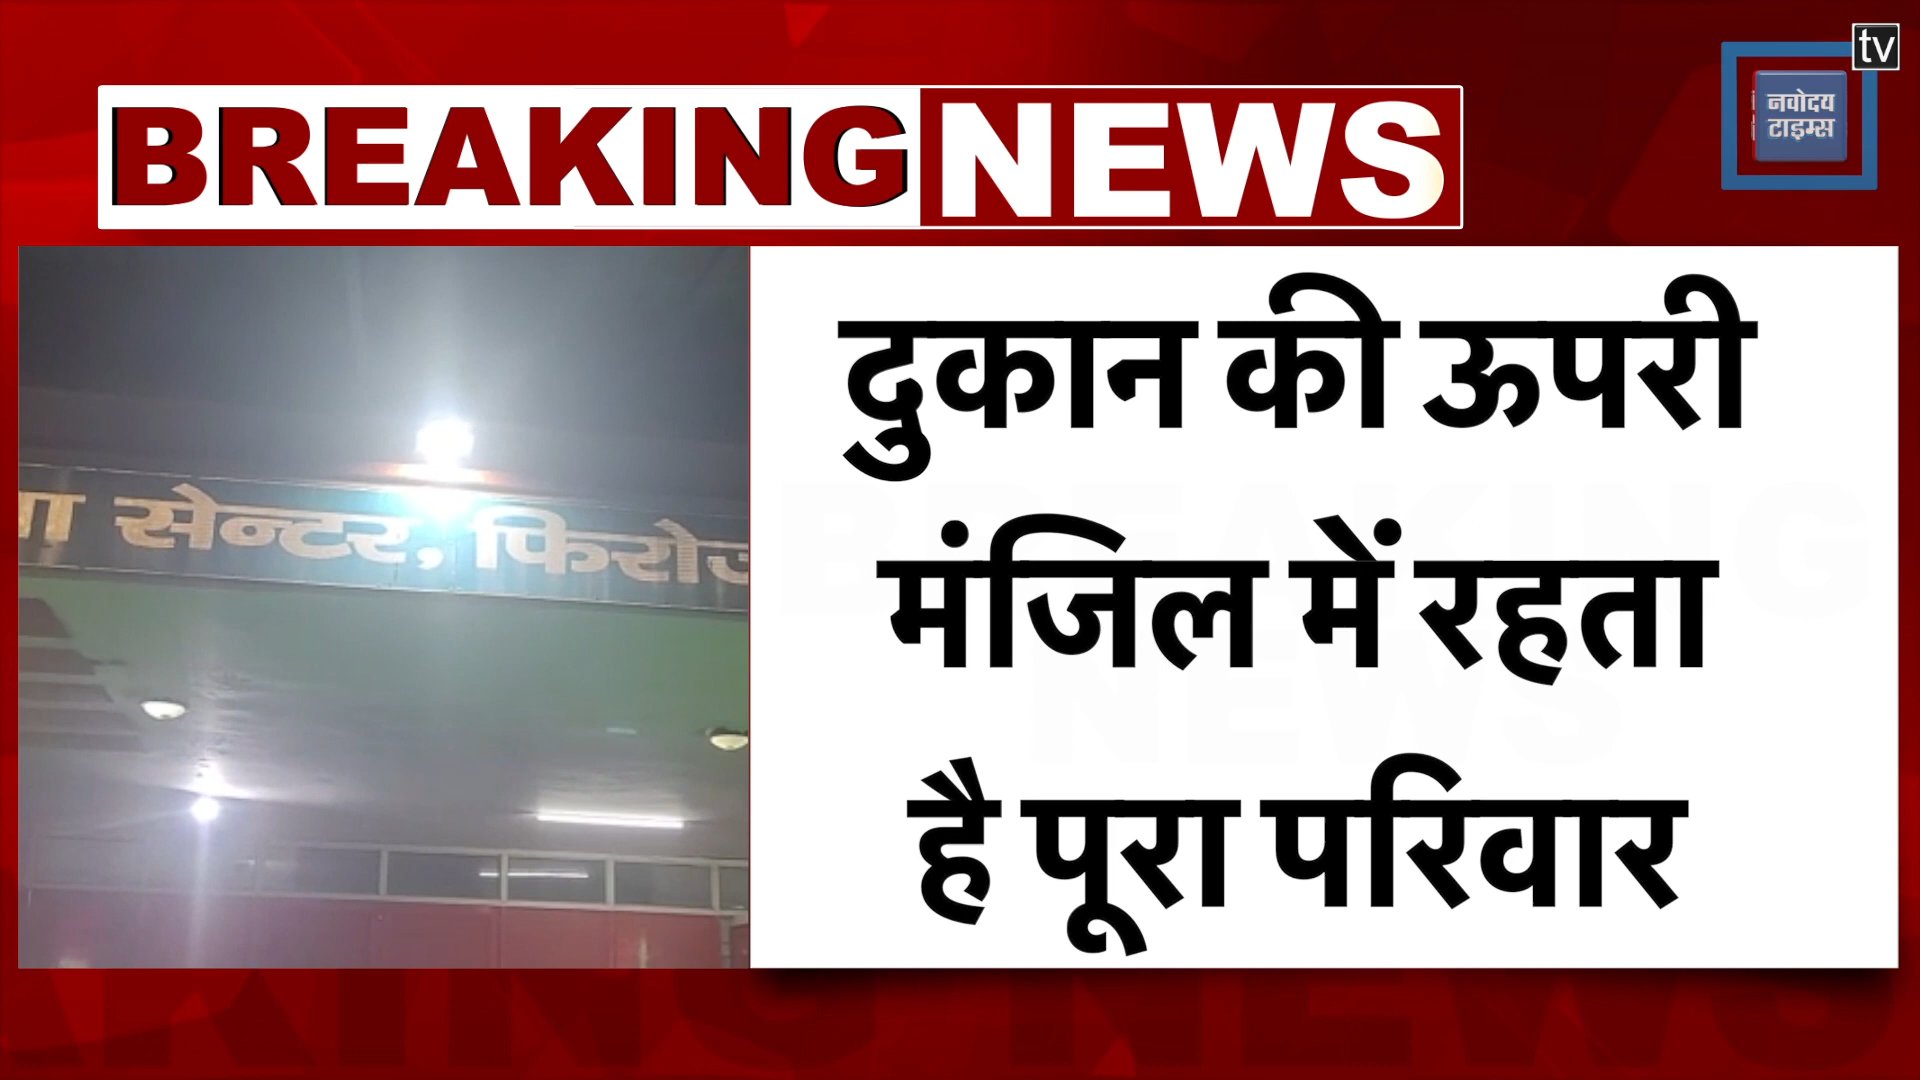 tv
BREAKING NEWS
नवोदय
टाइम्स
सेन्टर,
दुकान की ऊपरी
मंजिल में रहता
है पूरा परिवार